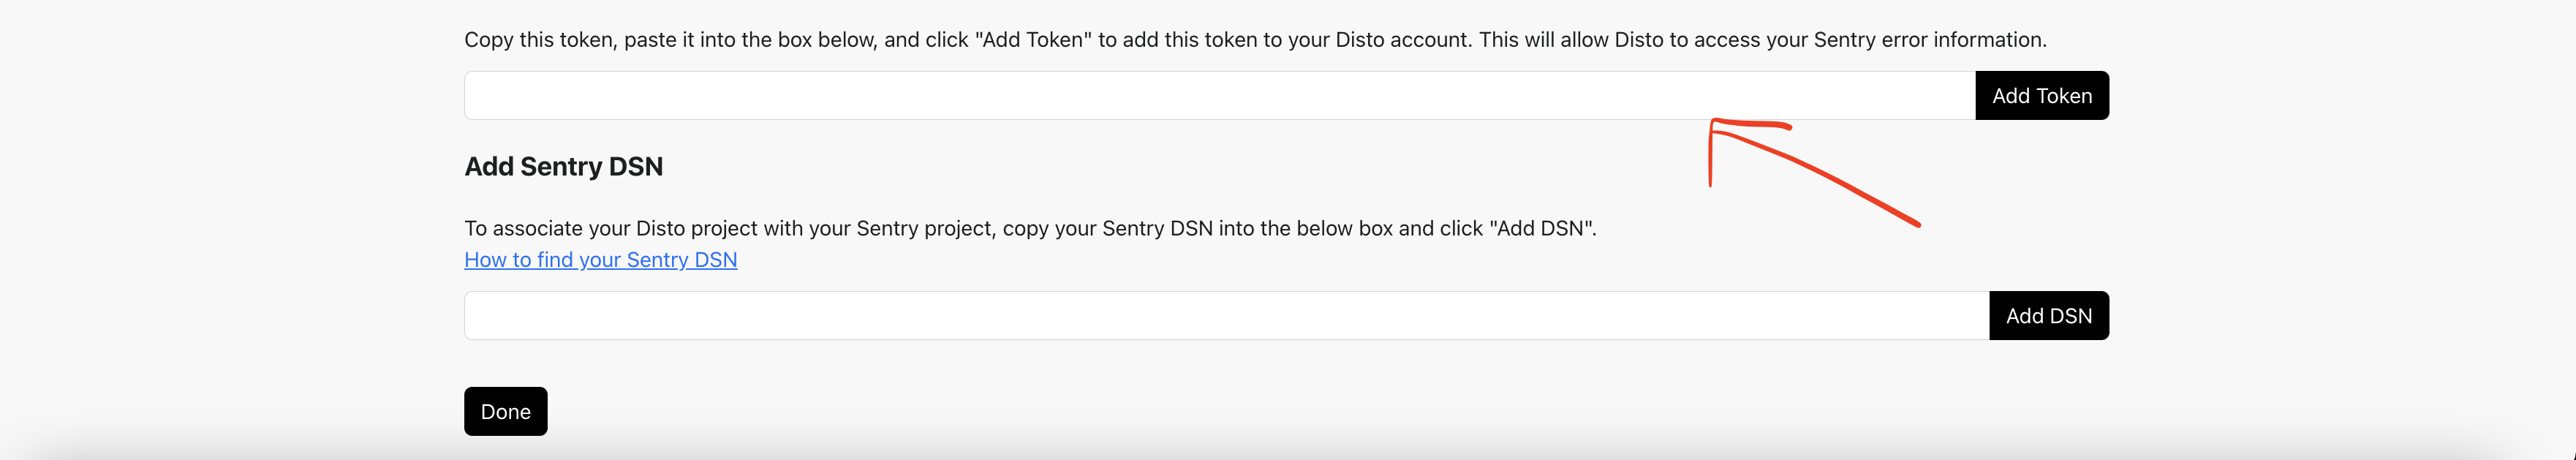 Copy this token, paste it into the box below, and click "Add Token" to add this token to your Disto account. This will allow Disto to access your Sentry error information.
Add Token
Add Sentry DSN
To associate your Disto project with your Sentry project, copy your Sentry DSN into the below box and click "Add DSN".
How to find your Sentry DSN
Add DSN
Done